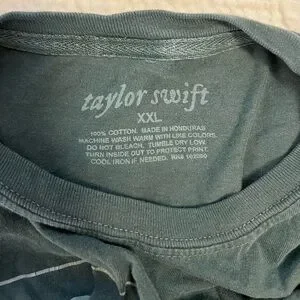 taylor swift
XXL
100% COTTON. MADE IN HONDURAS
MACHINE WASH WARM WITH LIKE COLORS.
DO NOT BLEACH. TUMBLE DRY LOW.
TURN INSIDE OUT TO PROTECT PRINT.
COOL IRON IF NEEDED.